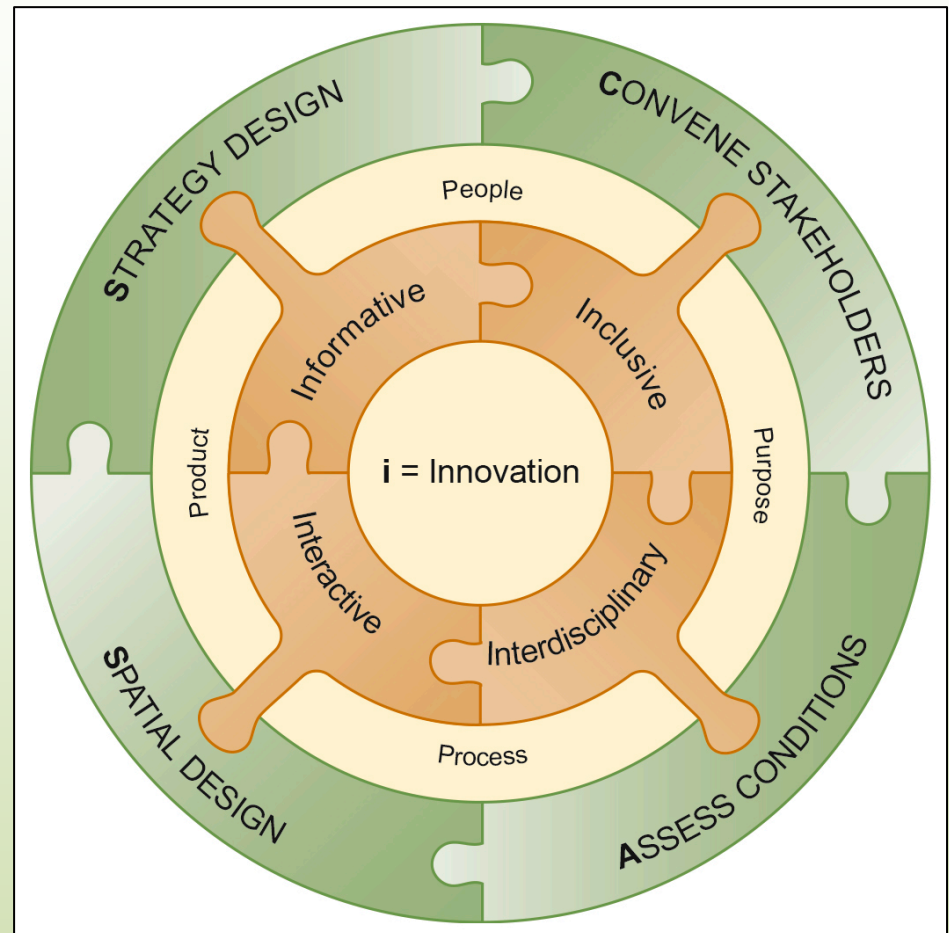 STRATEGY DESIGN
CONVENE STAKEHOLDERS
People
Informative
Inclusive
Product
i = Innovation
Purpose
Interactive
Interdisciplinary
Process
SPATIAL DESIGN
ASSESS CONDITIONS